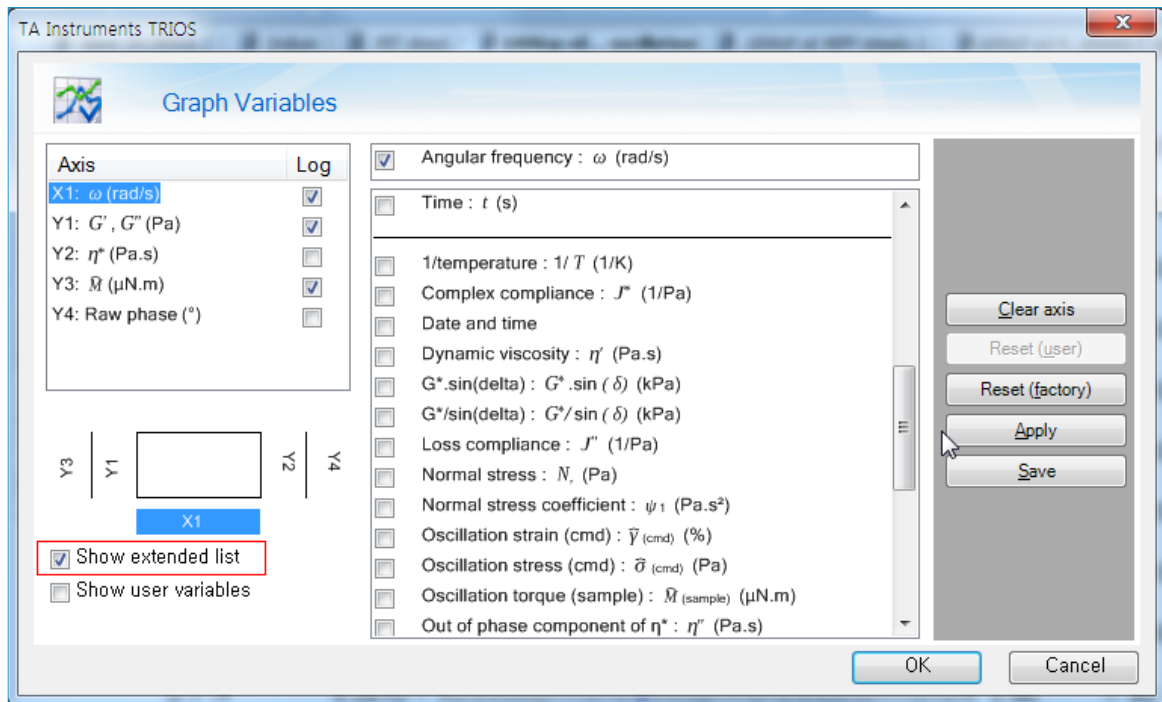 TA Instruments TRIOS
Graph Variables
Axis Log
X1: ω (rad/s)
Y1: G', G" (Pa)
Y2: η* (Pa.s)
Y3: M̂ (µN.m)
Y4: Raw phase (°)
Y3
Y1
Y2
Y4
X1
Show extended list
Show user variables
Angular frequency : ω (rad/s)
Time : t (s)
1/temperature : 1/ T (1/K)
Complex compliance : J* (1/Pa)
Date and time
Dynamic viscosity : η' (Pa.s)
G*.sin(delta) : G*.sin (δ) (kPa)
G*/sin(delta) : G*/ sin (δ) (kPa)
Loss compliance : J" (1/Pa)
Normal stress : N, (Pa)
Normal stress coefficient : ψ1 (Pa.s²)
Oscillation strain (cmd) : γ̂ (cmd) (%)
Oscillation stress (cmd) : σ̂ (cmd) (Pa)
Oscillation torque (sample) : M̂ (sample) (µN.m)
Out of phase component of η* : η" (Pa.s)
Clear axis
Reset (user)
Reset (factory)
Apply
Save
OK
Cancel